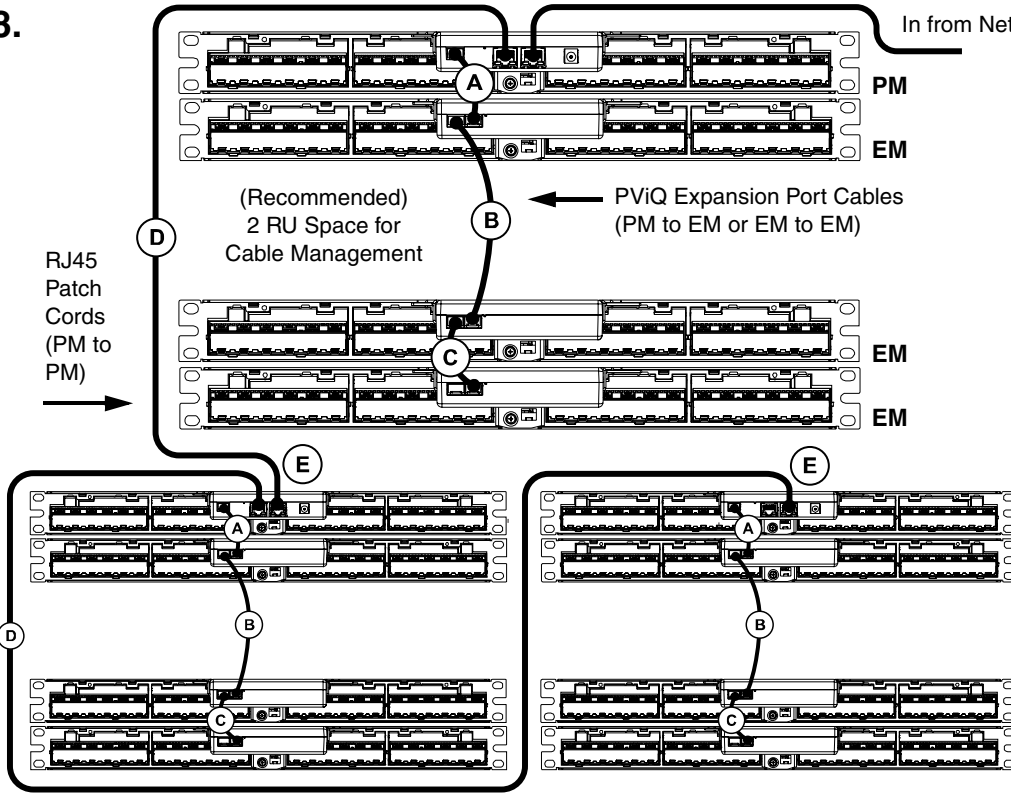 3.
In from Net
PM
A
EM
(Recommended)
2 RU Space for
Cable Management
B
PViQ Expansion Port Cables
(PM to EM or EM to EM)
D
RJ45
Patch
Cords
(PM to
PM)
EM
C
EM
E
E
A
A
B
B
D
C
C